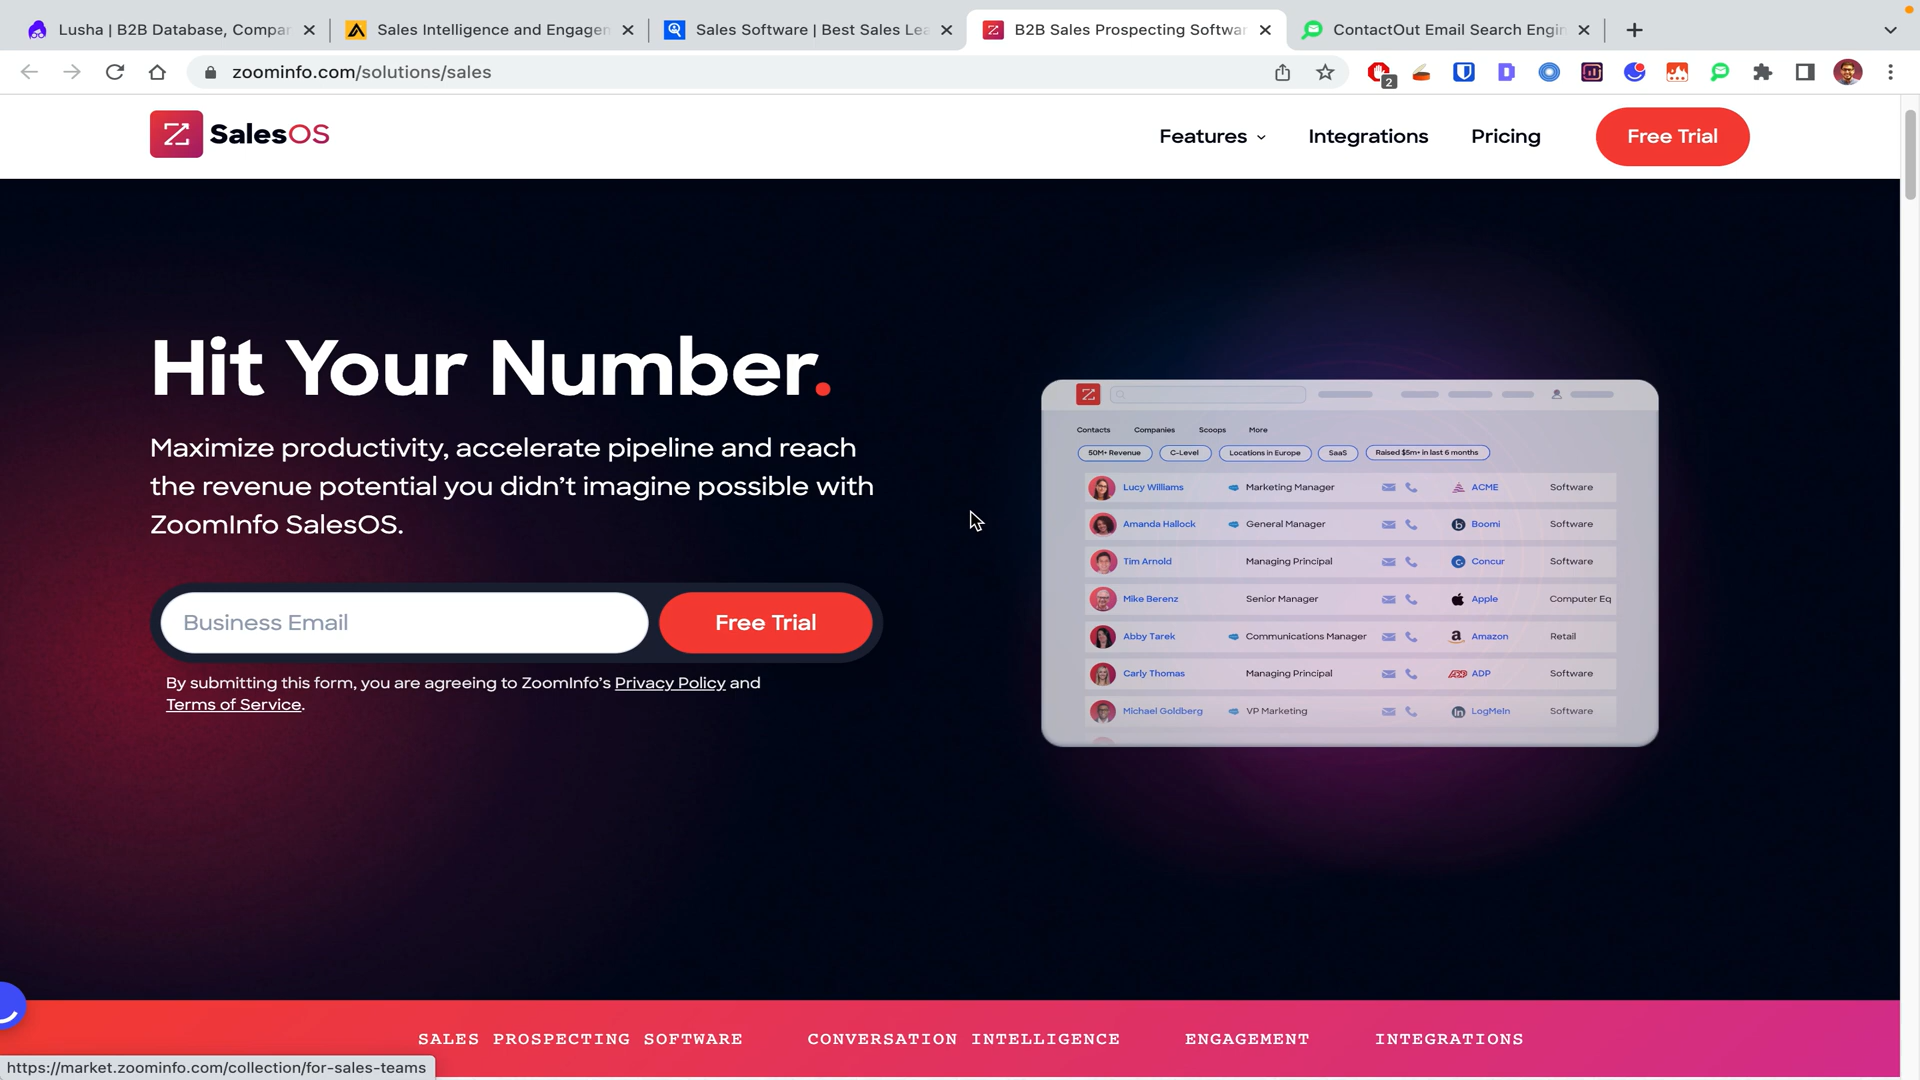 Lusha | B2B Database, Compan
Sales Intelligence and Engagem
Sales Software | Best Sales Lea
B2B Sales Prospecting Softwar
ContactOut Email Search Engin
zoominfo.com/solutions/sales
2
SalesOS
Features
Integrations
Pricing
Free Trial
Hit Your Number.
Maximize productivity, accelerate pipeline and reach
the revenue potential you didn’t imagine possible with
ZoomInfo SalesOS.
Business Email
Free Trial
By submitting this form, you are agreeing to ZoomInfo’s Privacy Policy and
Terms of Service.
Contacts Companies Scoops More
50M+ Revenue C-Level Locations in Europe SaaS Raised $5m+ in last 6 months
Lucy Williams Marketing Manager ACME Software
Amanda Hallock General Manager Boomi Software
Tim Arnold Managing Principal Concur Software
Mike Berenz Senior Manager Apple Computer Eq
Abby Tarek Communications Manager Amazon Retail
Carly Thomas Managing Principal ADP Software
Michael Goldberg VP Marketing LogMeIn Software
SALES PROSPECTING SOFTWARE
CONVERSATION INTELLIGENCE
ENGAGEMENT
INTEGRATIONS
https://market.zoominfo.com/collection/for-sales-teams